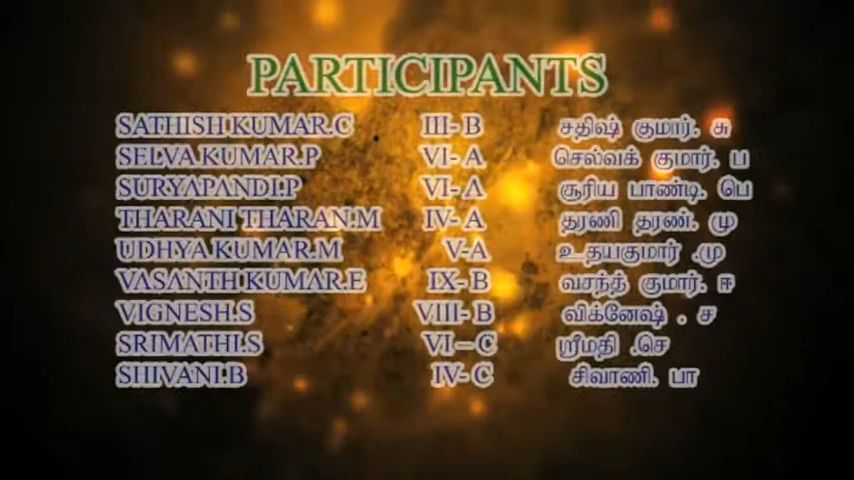 PARTICIPANTS
SATHISH KUMAR.C III-B சதிஷ் குமார். சு
SELVA KUMAR.P VI-A செல்வக் குமார். ப
SURYAPANDI.P VI-A சூரிய பாண்டி. பெ
THARANI THARAN.M IV-A தரணி தரண். மு
UDHYA KUMAR.M V-A உதயகுமார் .மு
VASANTH KUMAR.E IX-B வசந்த் குமார். ஈ
VIGNESH.S VIII-B விக்னேஷ் . ச
SRIMATHI.S VI-C ஸ்ரீமதி .செ
SHIVANI.B IV-C சிவாணி. பா